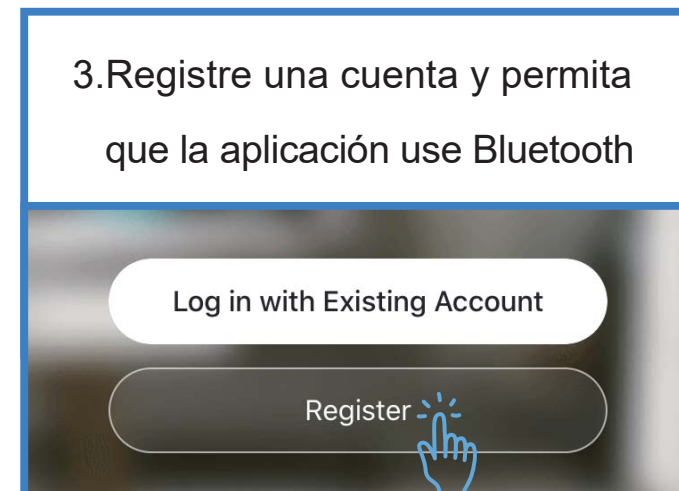 3.Registre una cuenta y permita
que la aplicación use Bluetooth
Log in with Existing Account
Register